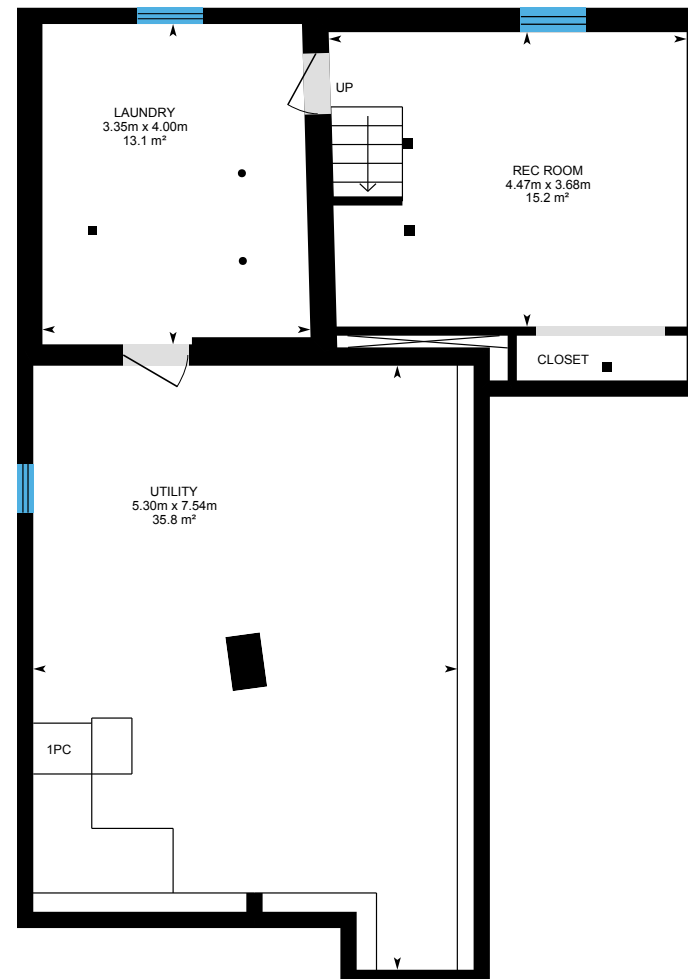 UP
LAUNDRY
3.35m x 4.00m
13.1 m²
REC ROOM
4.47m x 3.68m
15.2 m²
CLOSET
UTILITY
5.30m x 7.54m
35.8 m²
1PC